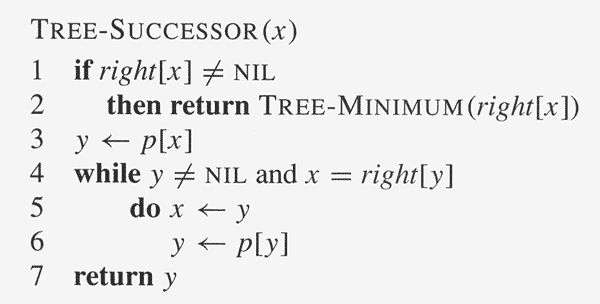 TREE-SUCCESSOR(x)
1 if right[x] ≠ NIL
2 then return TREE-MINIMUM(right[x])
3 y ← p[x]
4 while y ≠ NIL and x = right[y]
5 do x ← y
6 y ← p[y]
7 return y